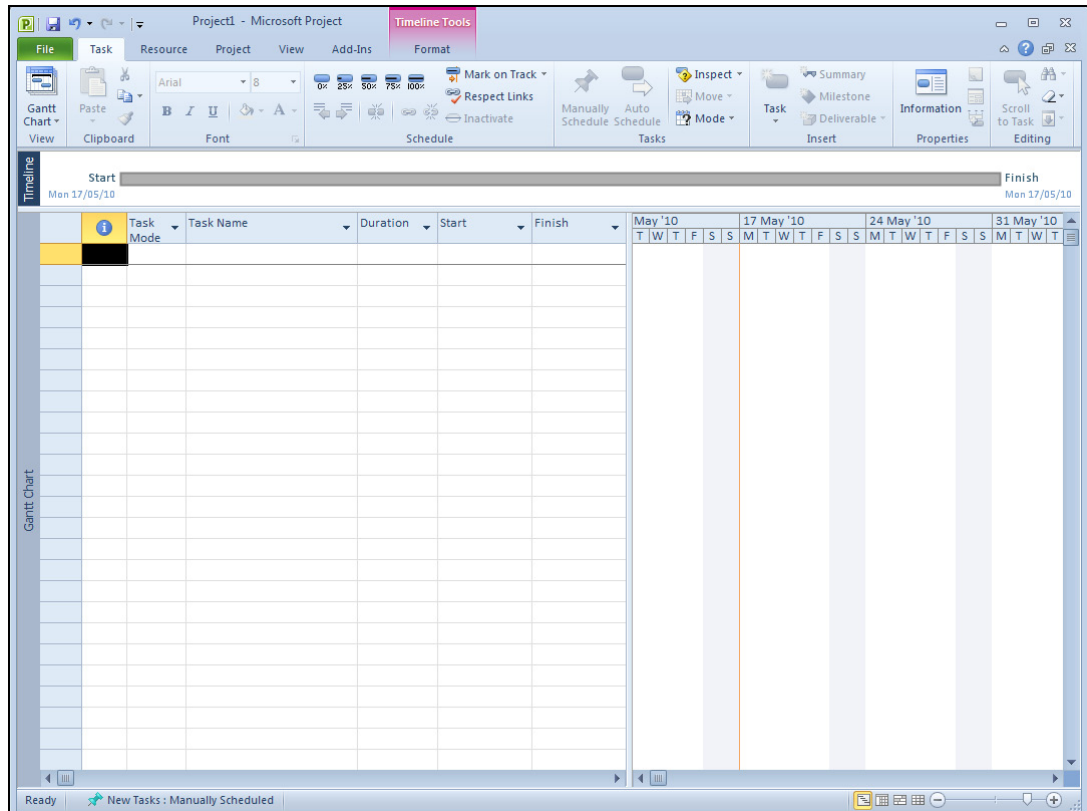 Project1 - Microsoft Project
Timeline Tools
File Task Resource Project View Add-Ins Format
Gantt Chart
View
Paste
Clipboard
Arial 8
B I U A
Font
0% 25% 50% 75% 100%
Mark on Track
Respect Links
Inactivate
Schedule
Manually Schedule
Auto Schedule
Inspect
Move
Mode
Tasks
Task
Summary
Milestone
Deliverable
Insert
Information
Properties
Scroll to Task
Editing
Timeline
Start
Mon 17/05/10
Finish
Mon 17/05/10
Task Mode Task Name Duration Start Finish
May '10 17 May '10 24 May '10 31 May '10
T W T F S S M T W T F S S M T W T F S S M T W T
Gantt Chart
Ready New Tasks : Manually Scheduled